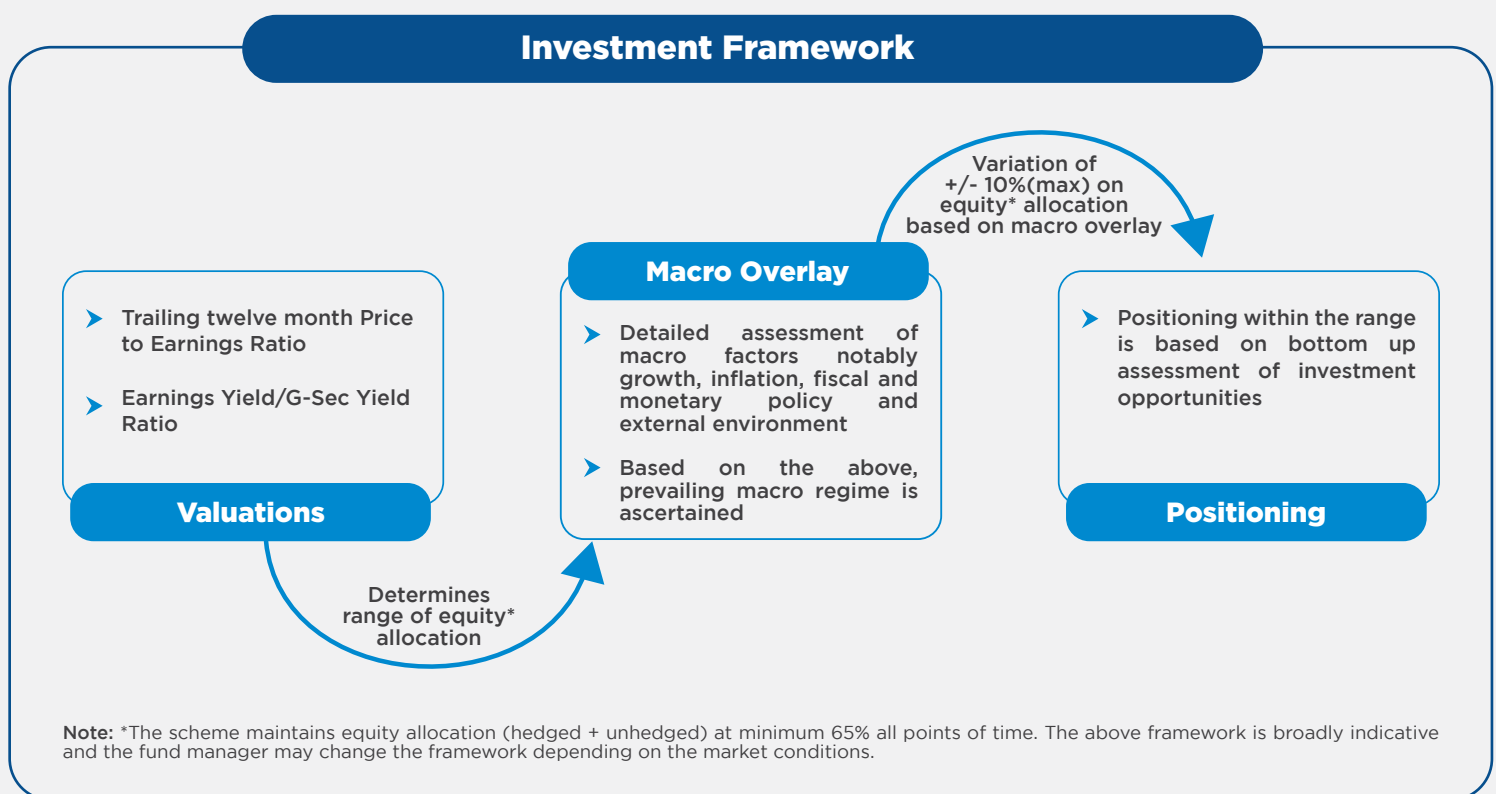 Investment Framework
Trailing twelve month Price
to Earnings Ratio
Earnings Yield/G-Sec Yield
Ratio
Valuations
Determines
range of equity*
allocation
Macro Overlay
Detailed assessment of
macro factors notably
growth, inflation, fiscal and
monetary policy and
external environment
Based on the above,
prevailing macro regime is
ascertained
Variation of
+/- 10%(max) on
equity* allocation
based on macro overlay
Positioning within the range
is based on bottom up
assessment of investment
opportunities
Positioning
Note: *The scheme maintains equity allocation (hedged + unhedged) at minimum 65% all points of time. The above framework is broadly indicative
and the fund manager may change the framework depending on the market conditions.